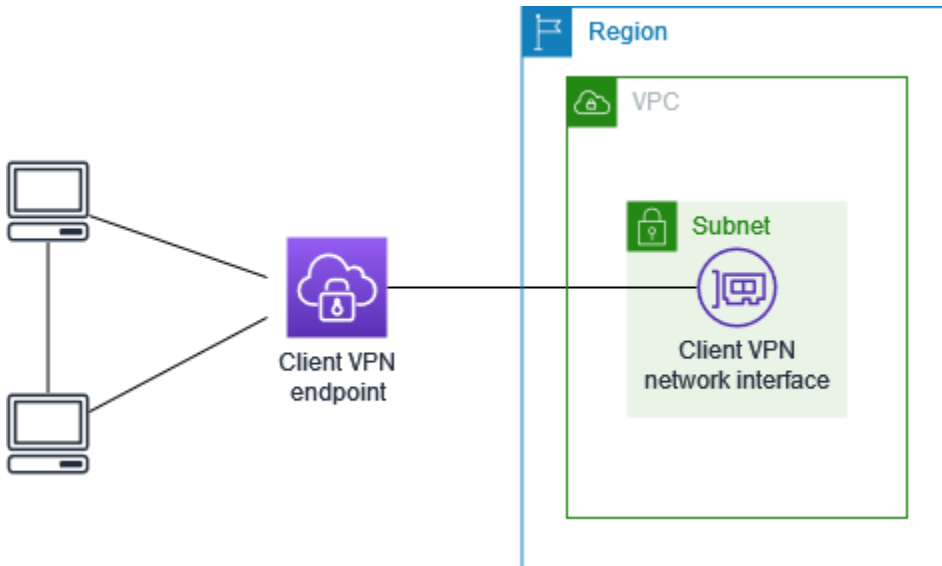 Region
VPC
Subnet
Client VPN
endpoint
Client VPN
network interface